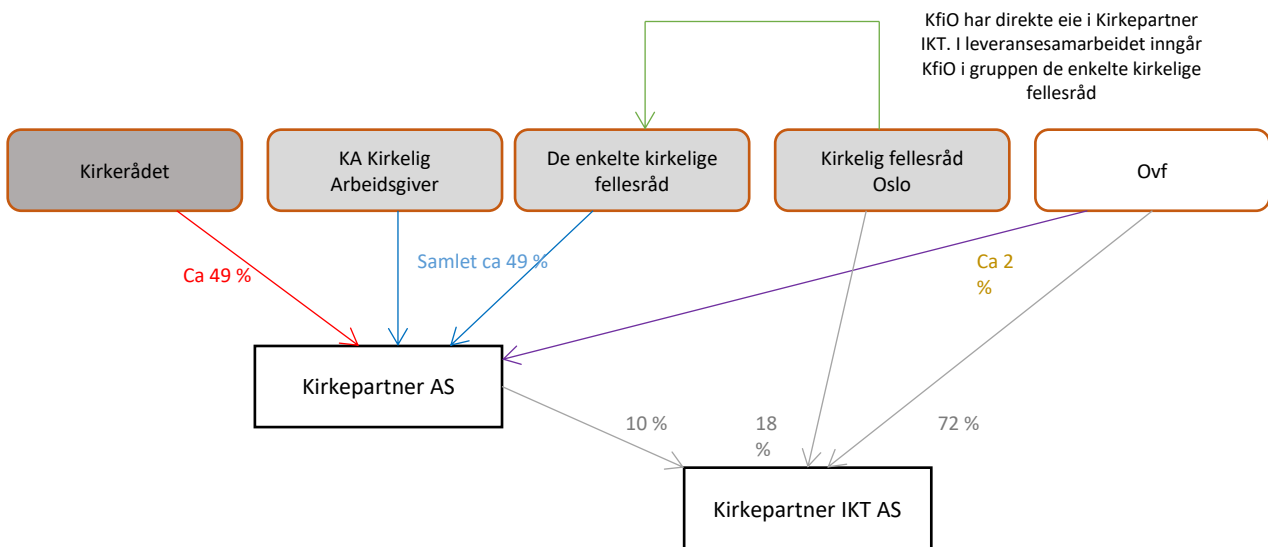 KfiO har direkte eie i Kirkepartner
IKT. I leveransesamarbeidet inngår
KfiO i gruppen de enkelte kirkelige
fellesråd
Kirkerådet
KA Kirkelig
Arbeidsgiver
De enkelte kirkelige
fellesråd
Kirkelig fellesråd
Oslo
Ovf
Ca 49 %
Samlet ca 49 %
Ca 2
%
Kirkepartner AS
10 %
18
%
72 %
Kirkepartner IKT AS